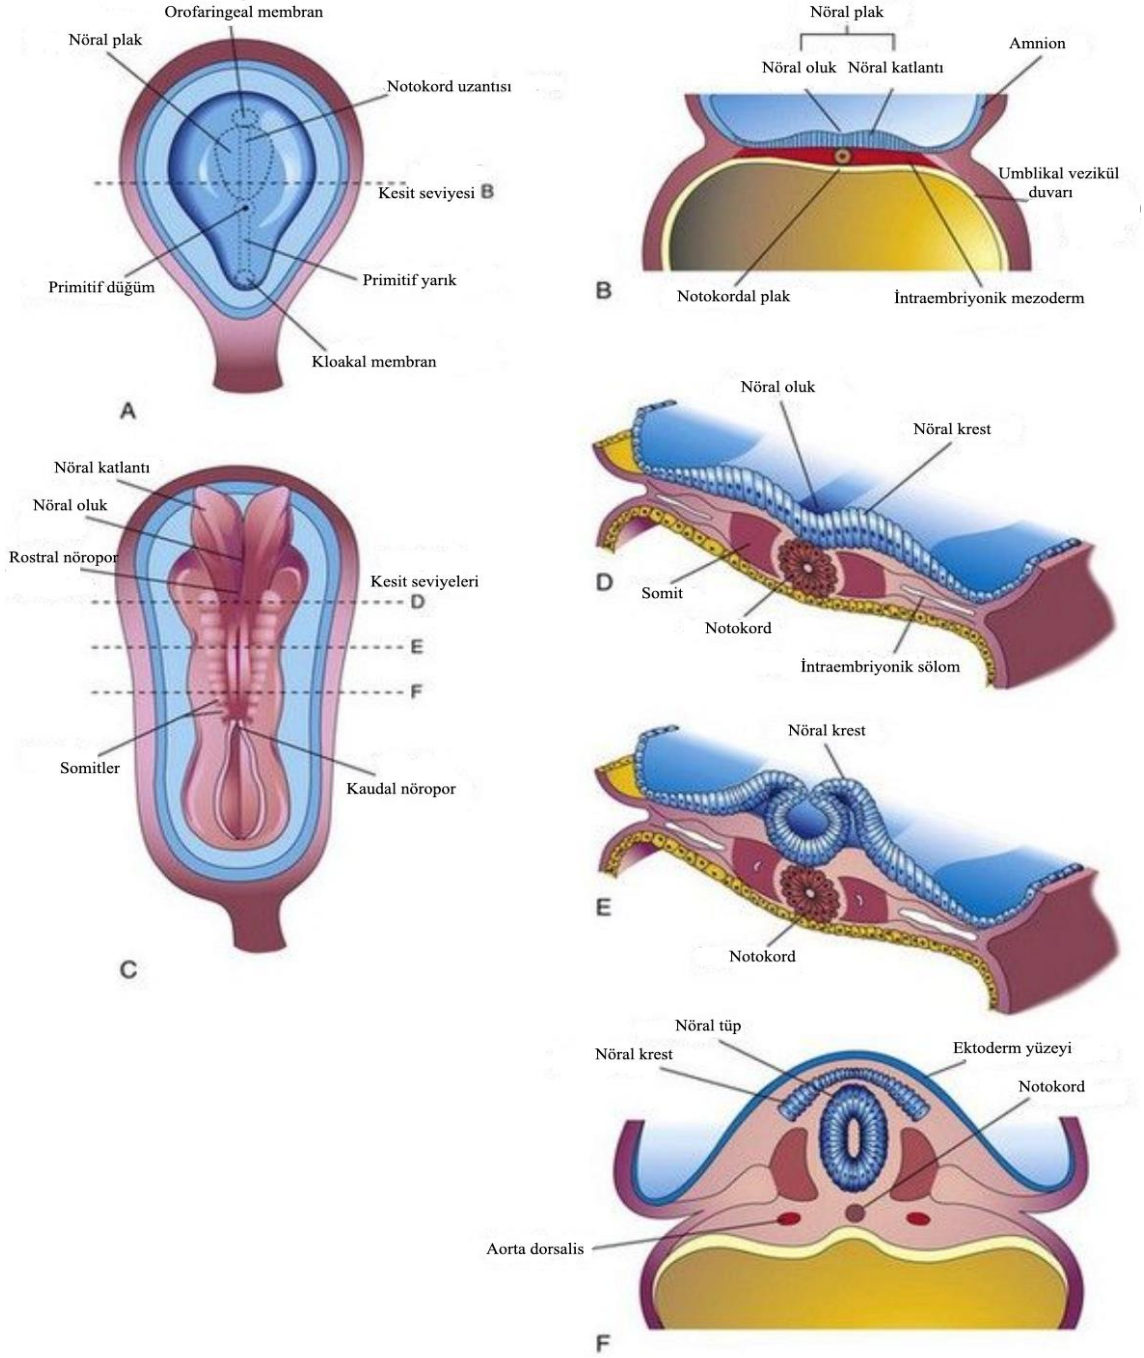 Orofaringeal membran
Nöral plak
Notokord uzantısı
Kesit seviyesi B
Primitif düğüm
Primitif yarık
Kloakal membran
A
Nöral plak
Nöral oluk Nöral katlantı
Amnion
Umblikal vezikül
duvarı
Notokordal plak
İntraembriyonik mezoderm
B
Nöral katlantı
Nöral oluk
Rostral nöropor
Kesit seviyeleri
D
E
F
Somitler
Kaudal nöropor
C
Nöral oluk
Nöral krest
Somit
Notokord
İntraembriyonik sölom
D
Nöral krest
Notokord
E
Nöral tüp
Nöral krest
Ektoderm yüzeyi
Notokord
Aorta dorsalis
F